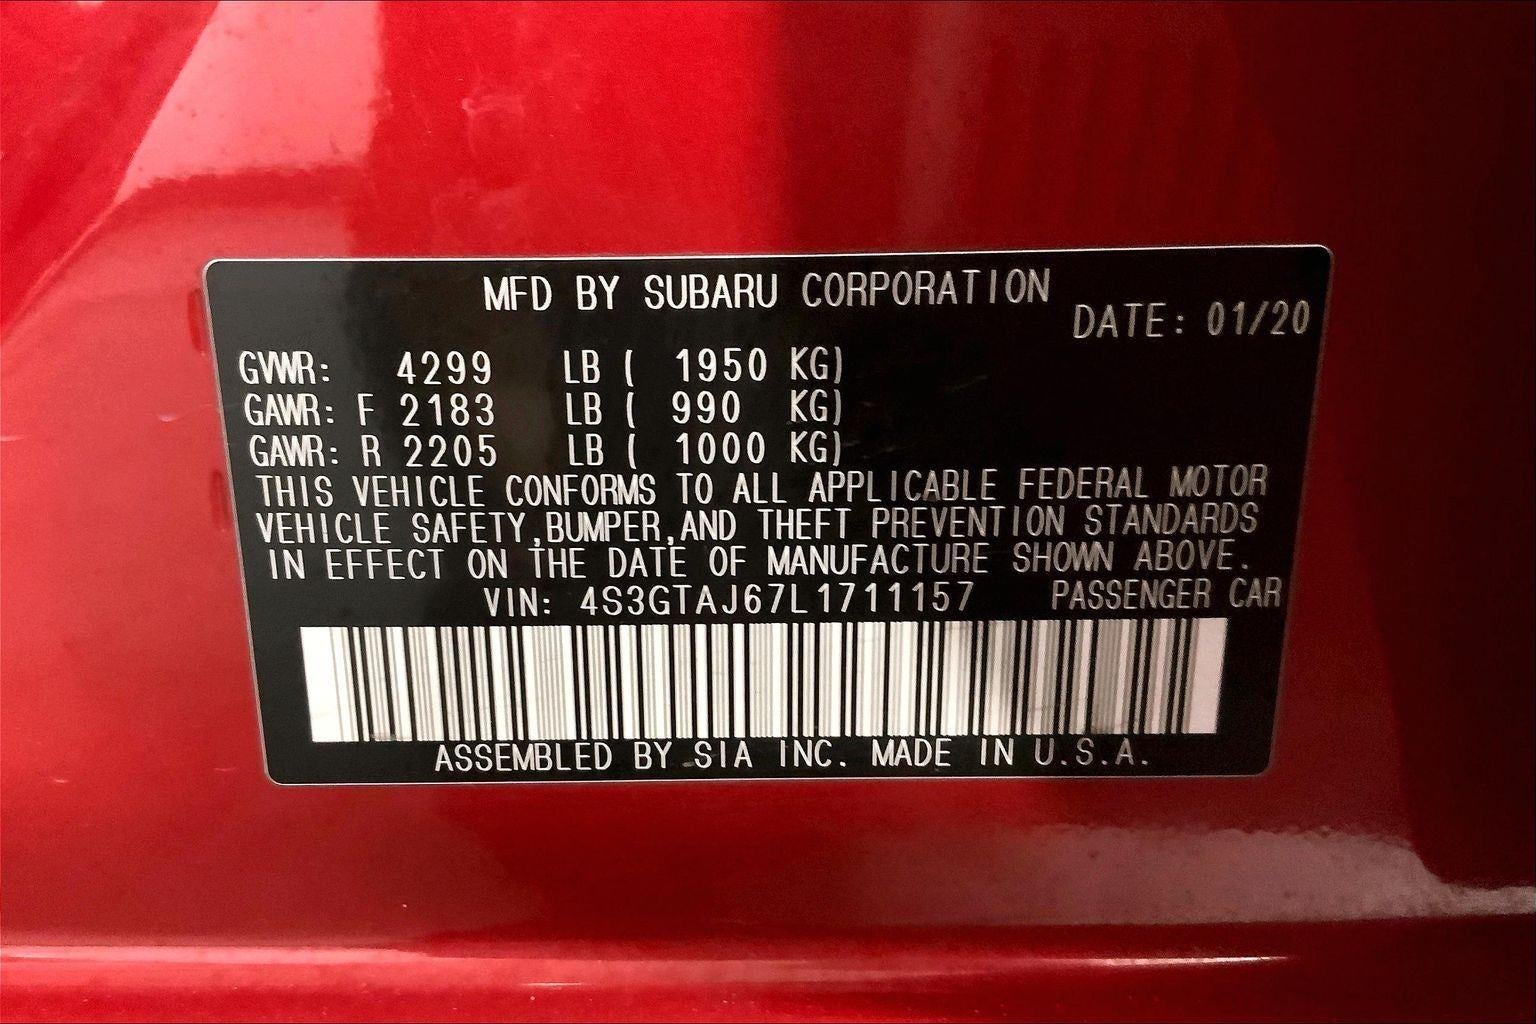 MFD BY SUBARU CORPORATION
DATE: 01/20
GVWR: 4299 LB ( 1950 KG)
GAWR: F 2183 LB ( 990 KG)
GAWR: R 2205 LB ( 1000 KG)
THIS VEHICLE CONFORMS TO ALL APPLICABLE FEDERAL MOTOR
VEHICLE SAFETY,BUMPER,AND THEFT PREVENTION STANDARDS
IN EFFECT ON THE DATE OF MANUFACTURE SHOWN ABOVE.
VIN: 4S3GTAJ67L1711157 PASSENGER CAR
ASSEMBLED BY SIA INC. MADE IN U.S.A.